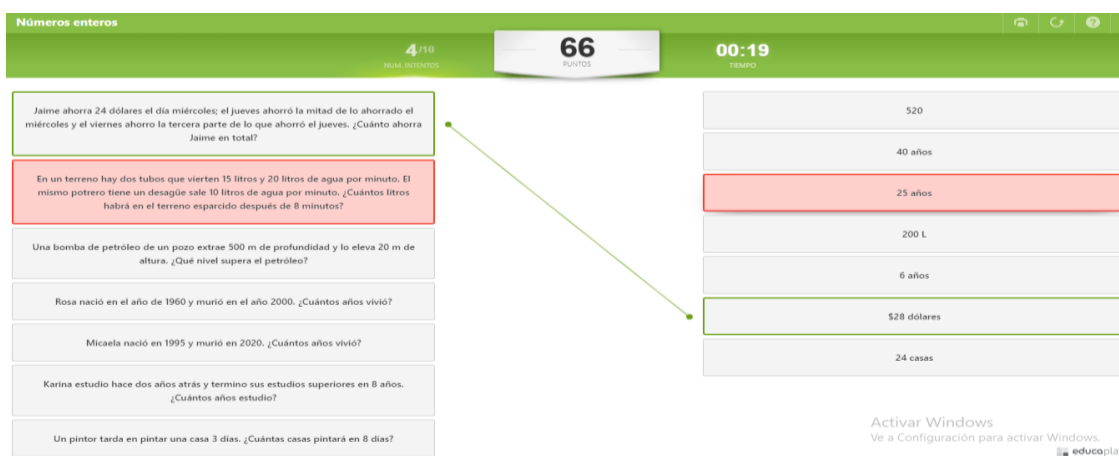 Números enteros
4/10
NUM. INTENTOS
66
PUNTOS
00:19
TIEMPO
Jaime ahorra 24 dólares el día miércoles; el jueves ahorró la mitad de lo ahorrado el
miércoles y el viernes ahorro la tercera parte de lo que ahorró el jueves. ¿Cuánto ahorra
Jaime en total?
En un terreno hay dos tubos que vierten 15 litros y 20 litros de agua por minuto. El
mismo potrero tiene un desagüe sale 10 litros de agua por minuto. ¿Cuántos litros
habrá en el terreno esparcido después de 8 minutos?
Una bomba de petróleo de un pozo extrae 500 m de profundidad y lo eleva 20 m de
altura. ¿Qué nivel supera el petróleo?
Rosa nació en el año de 1960 y murió en el año 2000. ¿Cuántos años vivió?
Micaela nació en 1995 y murió en 2020. ¿Cuántos años vivió?
Karina estudio hace dos años atrás y termino sus estudios superiores en 8 años.
¿Cuántos años estudio?
Un pintor tarda en pintar una casa 3 días. ¿Cuántas casas pintará en 8 días?
520
40 años
25 años
200 L
6 años
$28 dólares
24 casas
Activar Windows
Ve a Configuración para activar Windows.
educapla